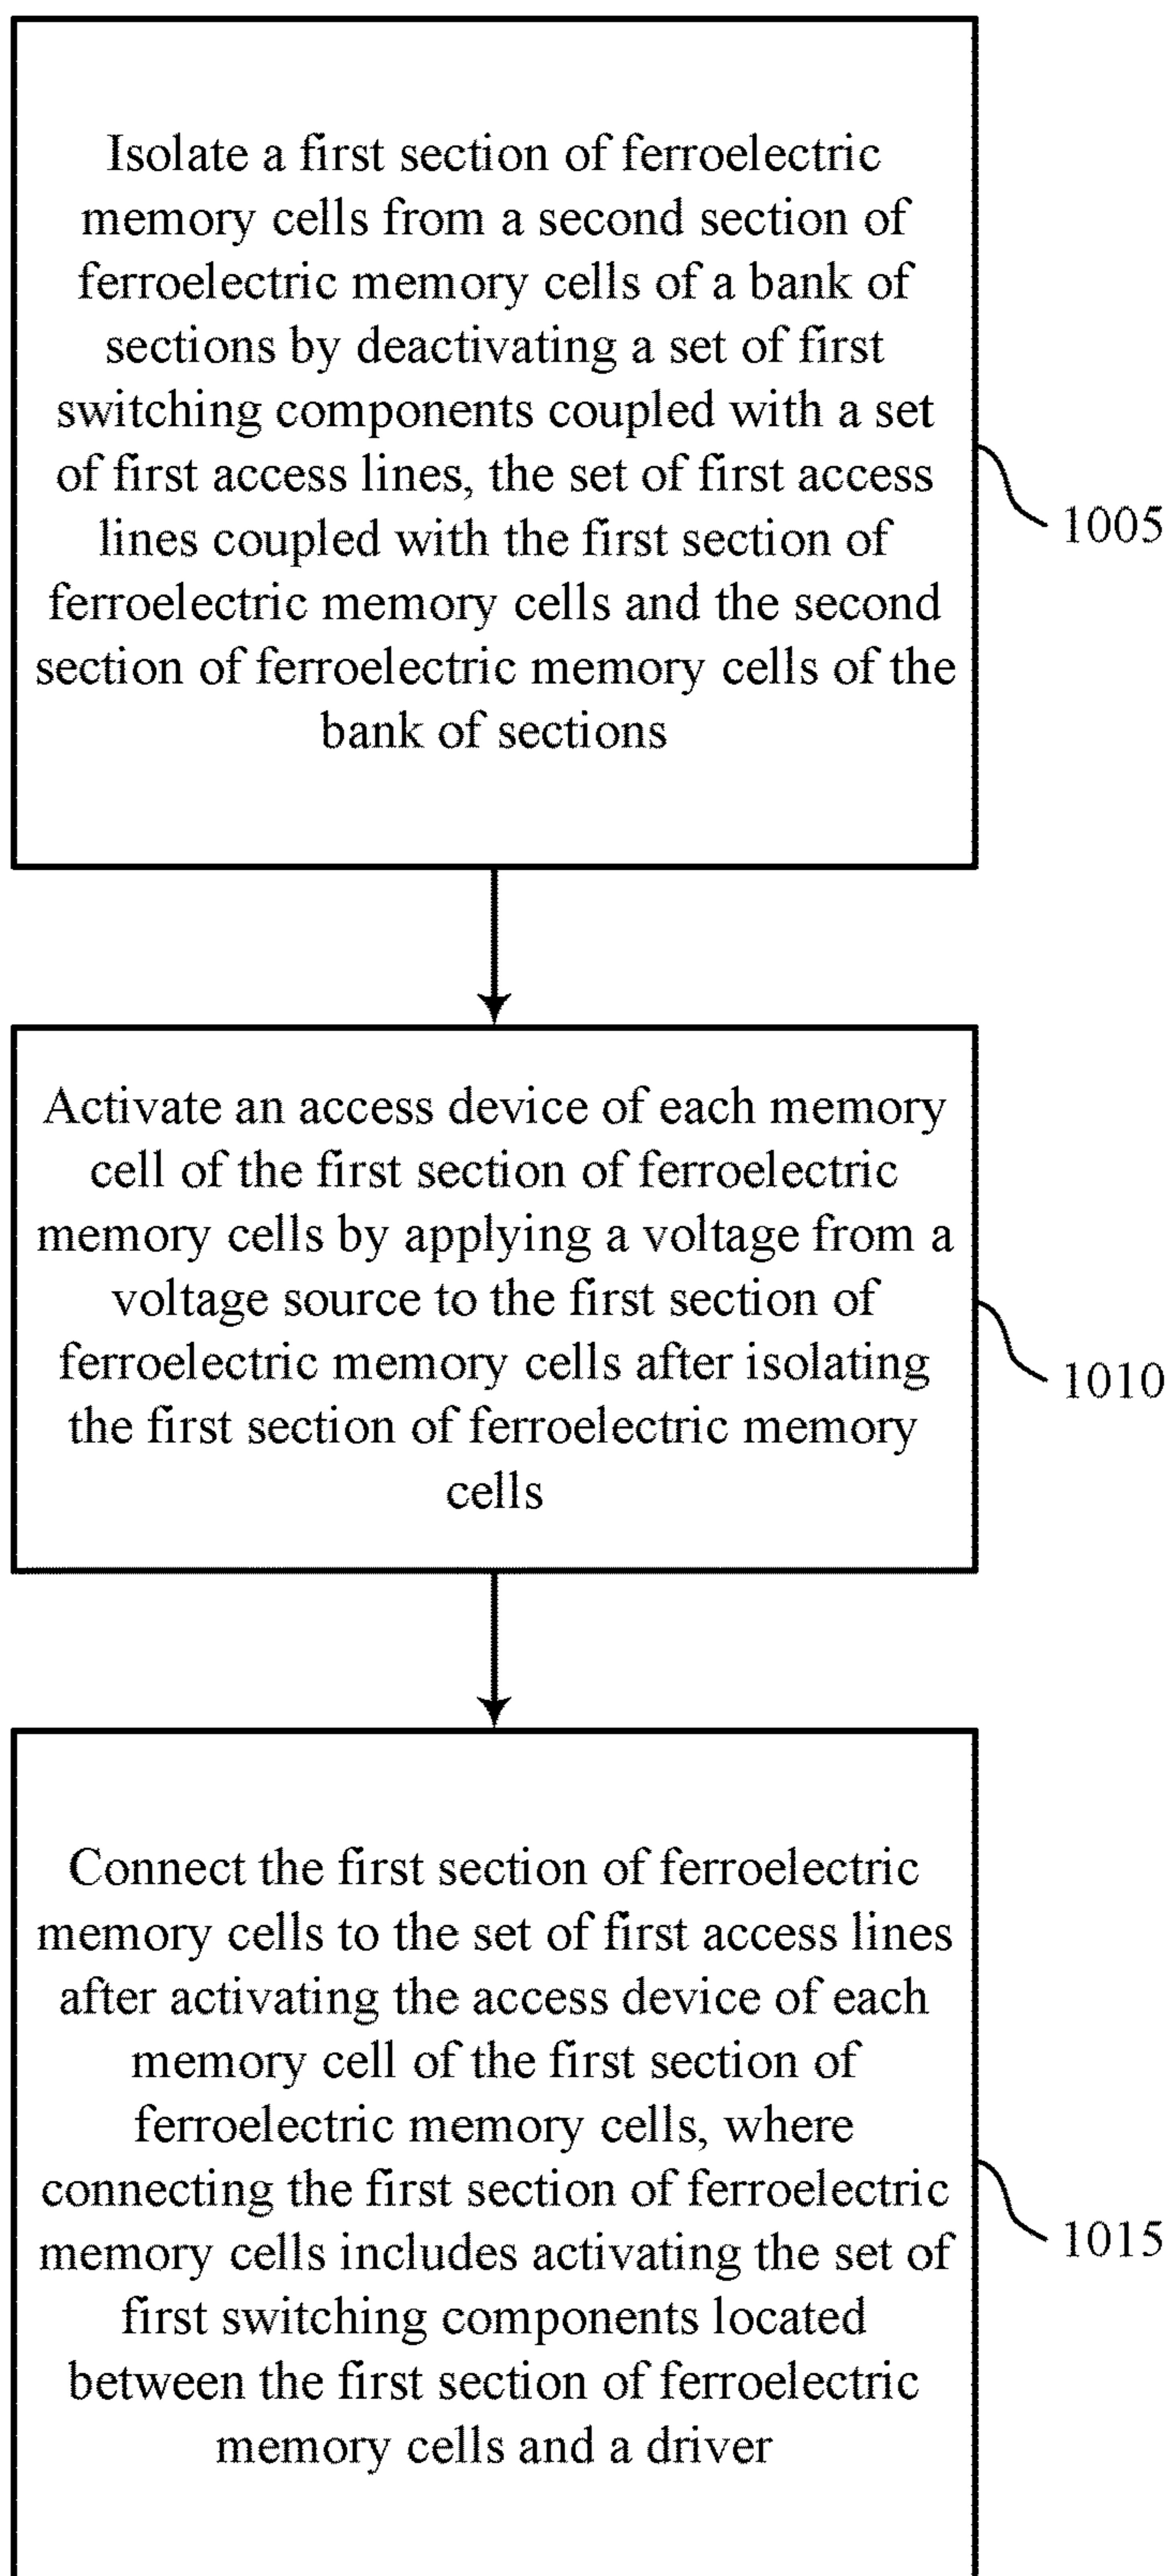 Isolate a first section of ferroelectric
memory cells from a second section of
ferroelectric memory cells of a bank of
sections by deactivating a set of first
switching components coupled with a set
of first access lines, the set of first access
lines coupled with the first section of
ferroelectric memory cells and the second
section of ferroelectric memory cells of the
bank of sections
1005
Activate an access device of each memory
cell of the first section of ferroelectric
memory cells by applying a voltage from a
voltage source to the first section of
ferroelectric memory cells after isolating
the first section of ferroelectric memory
cells
1010
Connect the first section of ferroelectric
memory cells to the set of first access lines
after activating the access device of each
memory cell of the first section of
ferroelectric memory cells, where
connecting the first section of ferroelectric
memory cells includes activating the set of
first switching components located
between the first section of ferroelectric
memory cells and a driver
1015